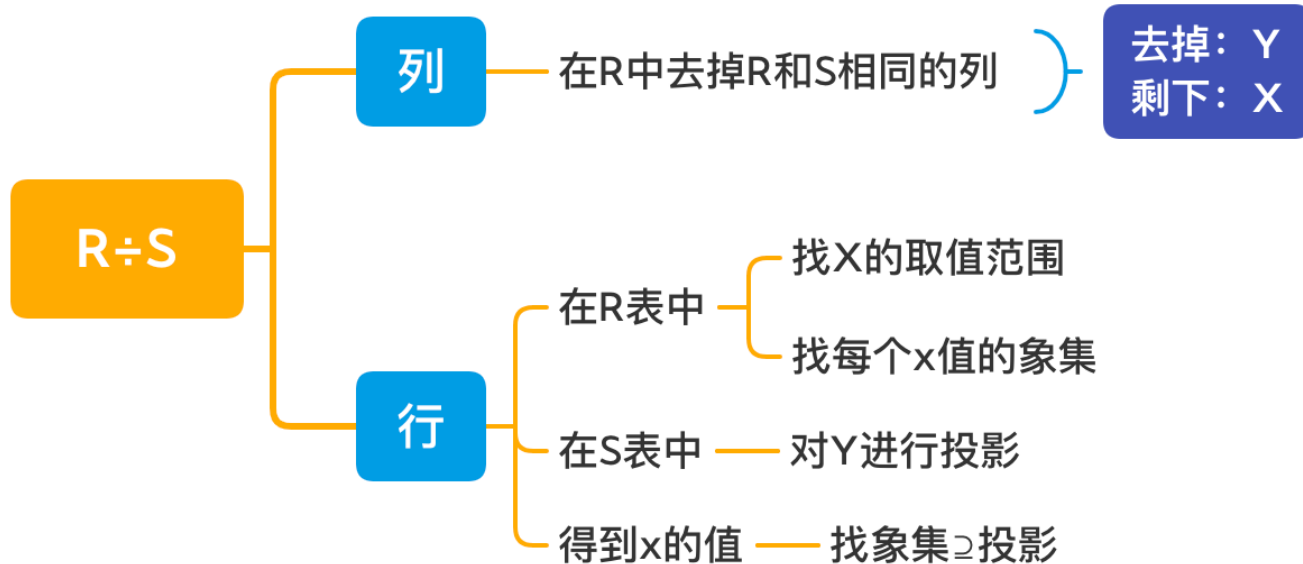 R÷S
列
在R中去掉R和S相同的列
去掉：Y
剩下：X
行
在R表中
找X的取值范围
找每个x值的象集
在S表中
对Y进行投影
得到x的值
找象集⊇投影